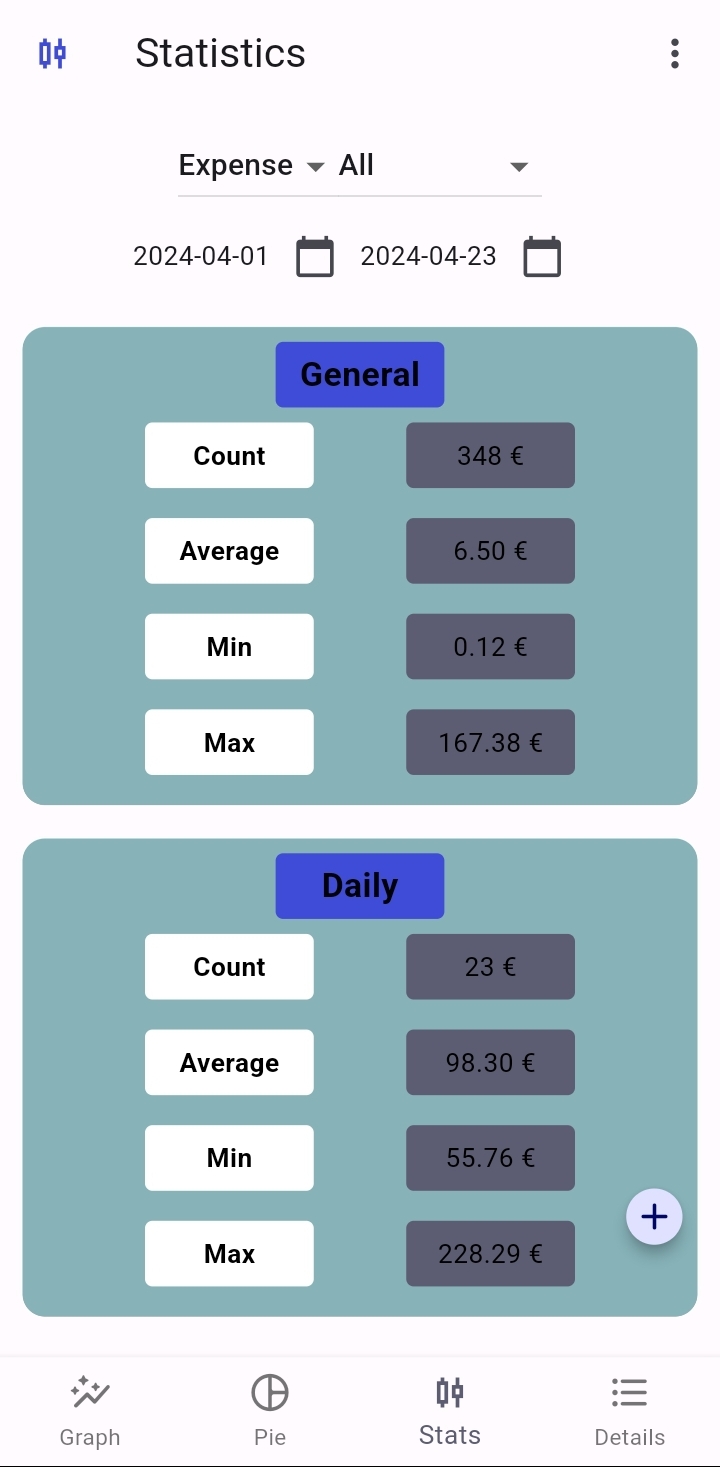 Statistics
Expense All
2024-04-01 2024-04-23
General
Count 348 €
Average 6.50 €
Min 0.12 €
Max 167.38 €
Daily
Count 23 €
Average 98.30 €
Min 55.76 €
Max 228.29 €
Graph Pie Stats Details